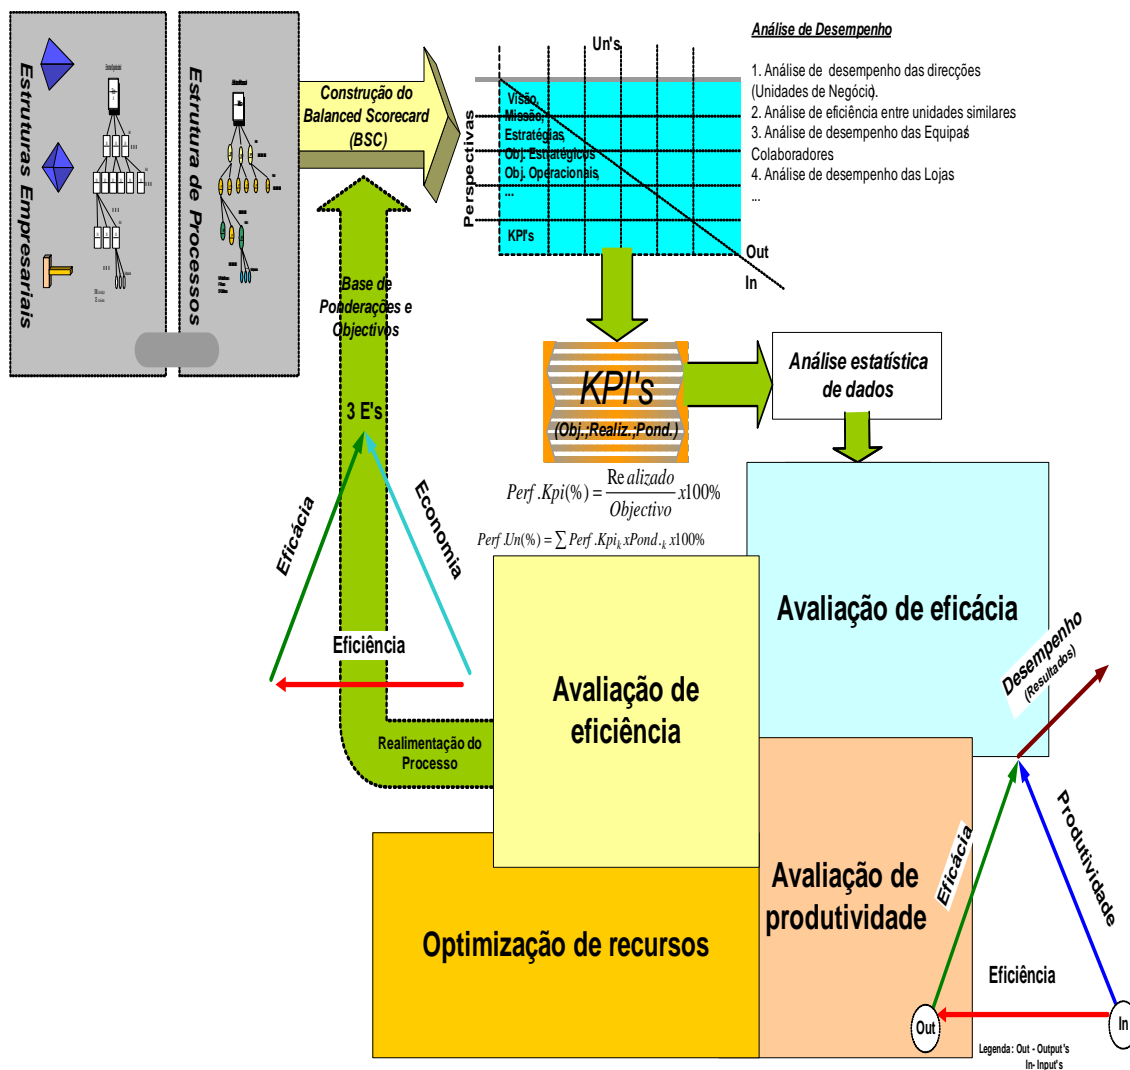 Estruturas Empresariais
Estrutura de Processos
Construção do
Balanced Scorecard
(BSC)
Un's
Perspectivas
Visão,
Missão,
Estratégias,
Obj. Estratégicos
Obj. Operacionais,
...
KPI's
Out
In
Análise de Desempenho
1. Análise de desempenho das direcções
(Unidades de Negócio).
2. Análise de eficiência entre unidades similares
3. Análise de desempenho das Equipas/
Colaboradores
4. Análise de desempenho das Lojas
...
Base de
Ponderações e
Objectivos
3 E's
Eficácia
Economia
Eficiência
Realimentação do
Processo
KPI's
(Obj.;Realiz.;Pond.)
Análise estatística
de dados
Perf.Kpi(%) = Realizado / Objectivo x100%
Perf.Un(%) = ∑ Perf.Kpi_k xPond._k x100%
Avaliação de eficácia
Avaliação de
eficiência
Avaliação de
produtividade
Optimização de recursos
Desempenho
(Resultados)
Eficácia
Produtividade
Eficiência
Out
In
Legenda: Out - Output's
In- Input's